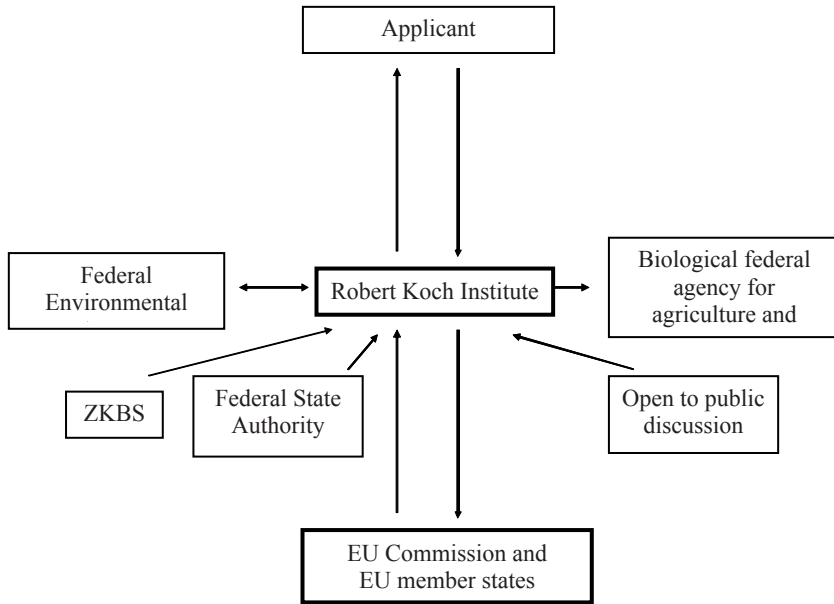 Applicant
Federal
Environmental
Robert Koch Institute
Biological federal
agency for
agriculture and
ZKBS
Federal State
Authority
Open to public
discussion
EU Commission and
EU member states